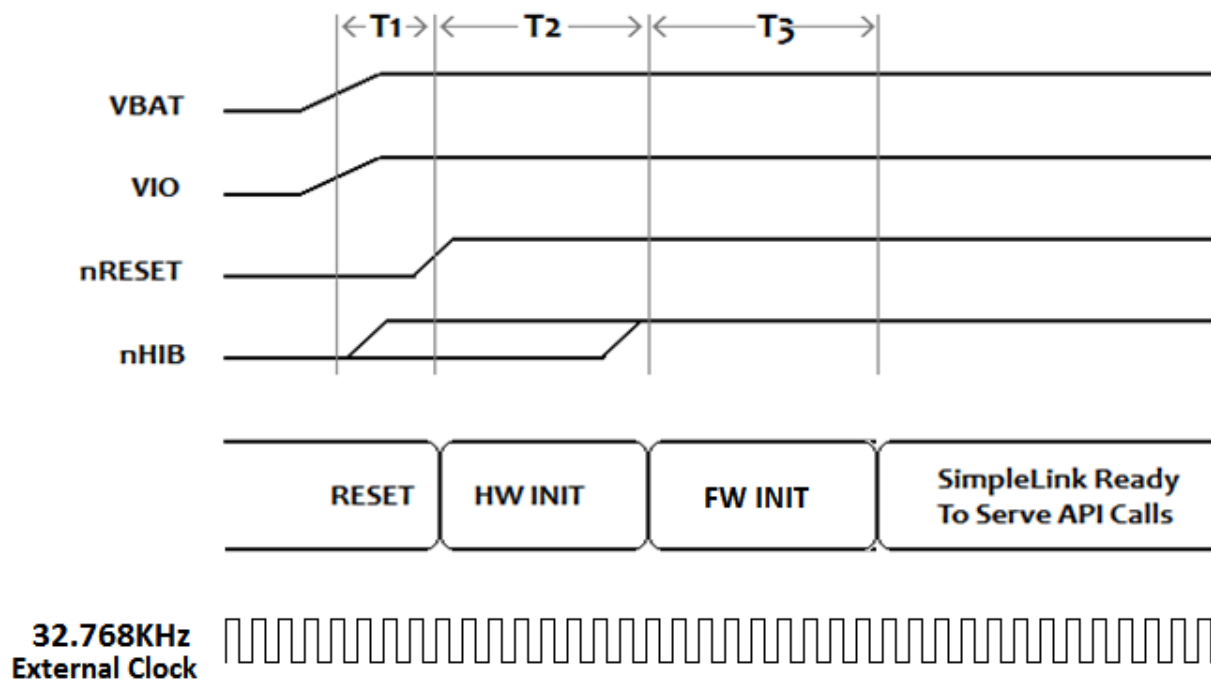 T1
T2
T3
VBAT
VIO
nRESET
nHIB
RESET
HW INIT
FW INIT
SimpleLink Ready
To Serve API Calls
32.768KHz
External Clock